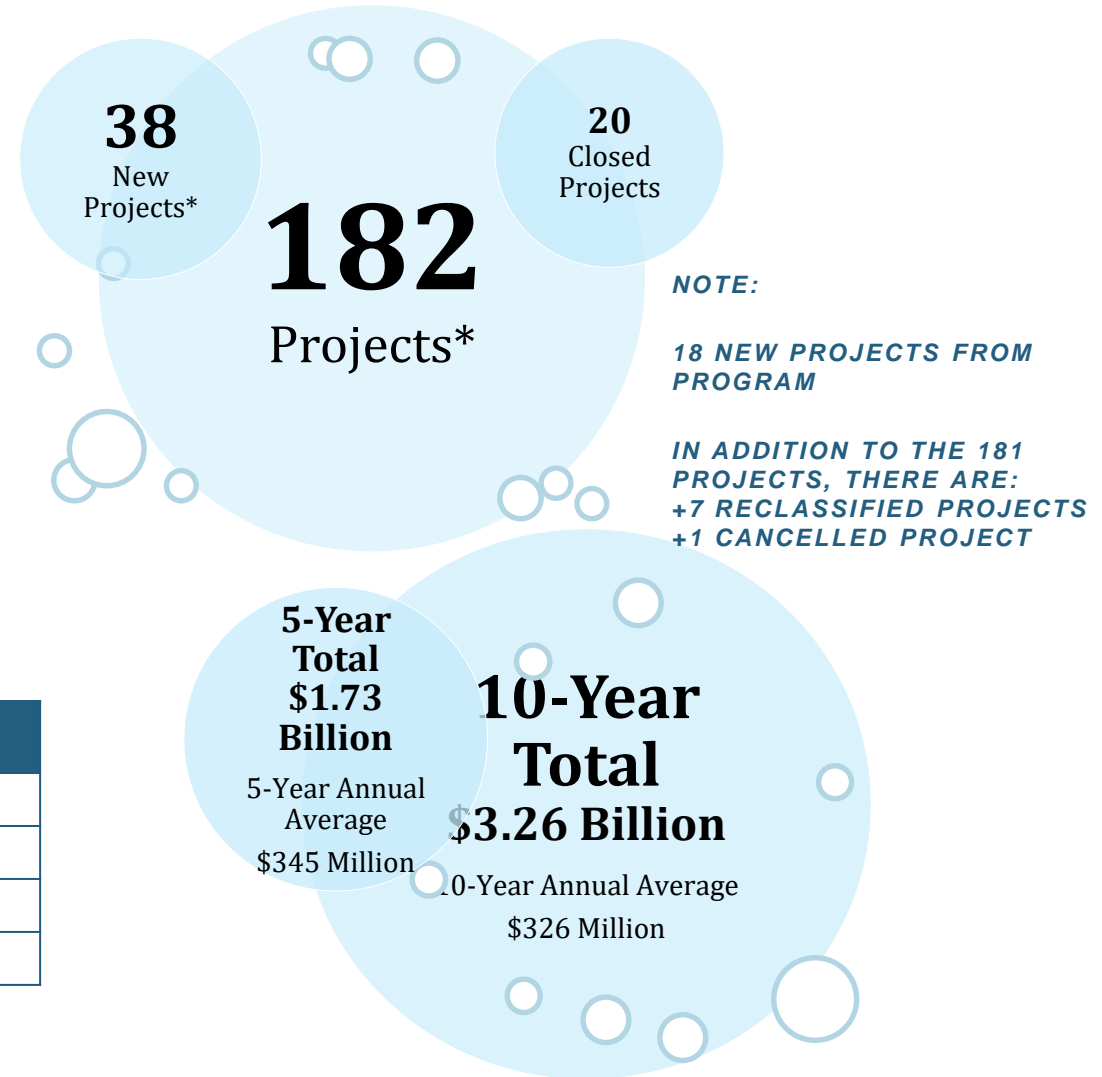 38
New
Projects*
20
Closed
Projects
182
Projects*
NOTE:
18 NEW PROJECTS FROM
PROGRAM
IN ADDITION TO THE 181
PROJECTS, THERE ARE:
+7 RECLASSIFIED PROJECTS
+1 CANCELLED PROJECT
5-Year
Total
$1.73
Billion
5-Year Annual
Average
$345 Million
10-Year
Total
$3.26 Billion
10-Year Annual Average
$326 Million